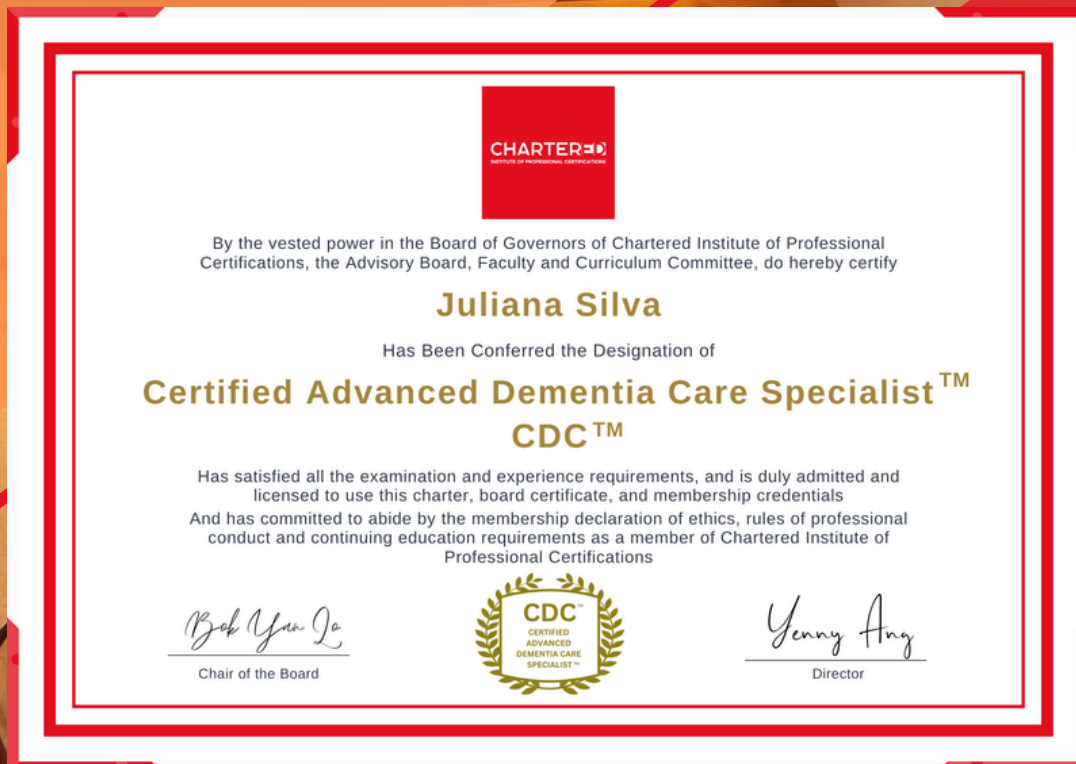 CHARTERED
INSTITUTE OF PROFESSIONAL CERTIFICATIONS
By the vested power in the Board of Governors of Chartered Institute of Professional
Certifications, the Advisory Board, Faculty and Curriculum Committee, do hereby certify
Juliana Silva
Has Been Conferred the Designation of
Certified Advanced Dementia Care Specialist™
CDC™
Has satisfied all the examination and experience requirements, and is duly admitted and
licensed to use this charter, board certificate, and membership credentials
And has committed to abide by the membership declaration of ethics, rules of professional
conduct and continuing education requirements as a member of Chartered Institute of
Professional Certifications
Bok Yan Lo
Chair of the Board
CDC™
CERTIFIED
ADVANCED
DEMENTIA CARE
SPECIALIST™
Yenny Ang
Director